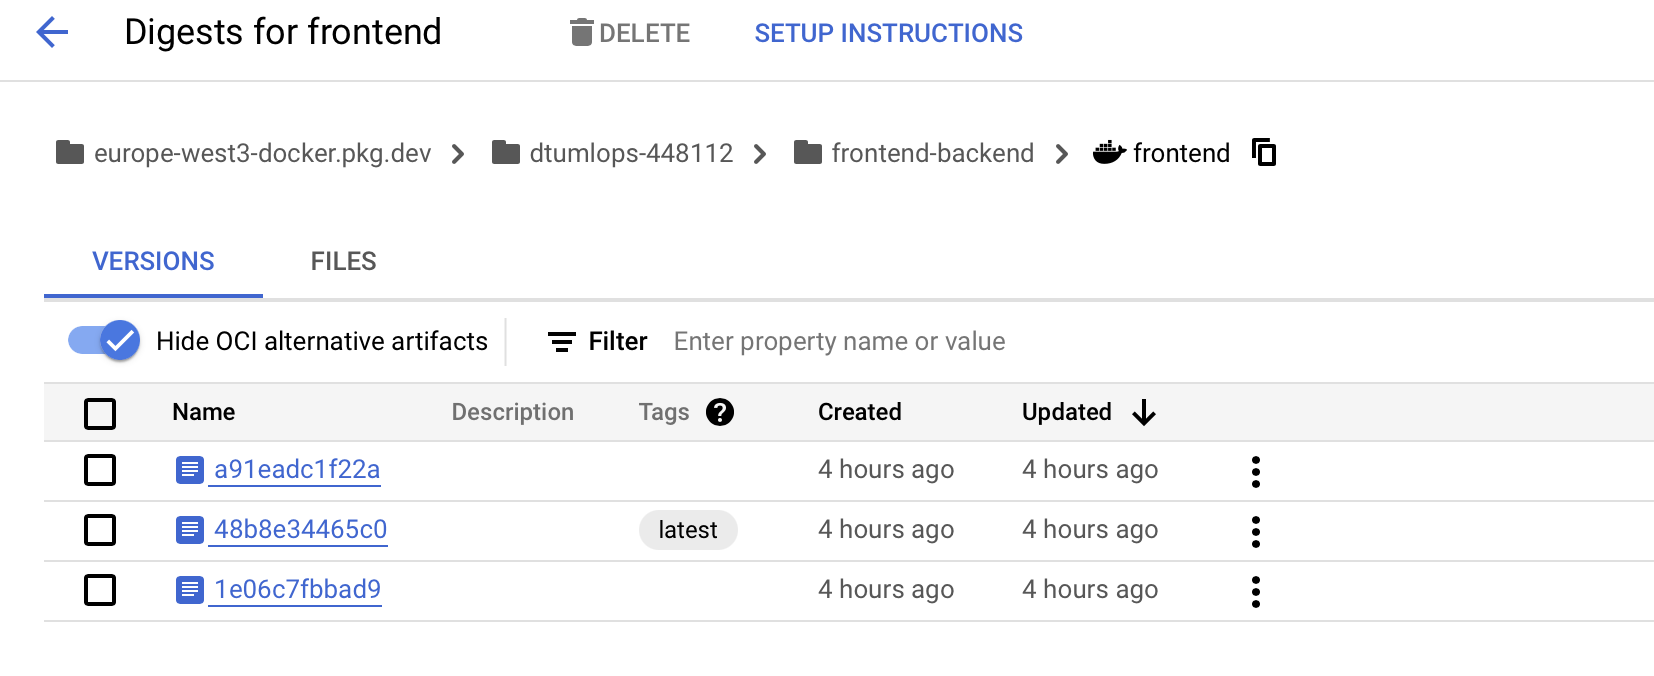 Digests for frontend DELETE SETUP INSTRUCTIONS
europe-west3-docker.pkg.dev dtumlops-448112 frontend-backend frontend
VERSIONS FILES
Hide OCI alternative artifacts Filter Enter property name or value
Name Description Tags ? Created Updated
a91eadc1f22a 4 hours ago 4 hours ago
48b8e34465c0 latest 4 hours ago 4 hours ago
1e06c7fbbad9 4 hours ago 4 hours ago